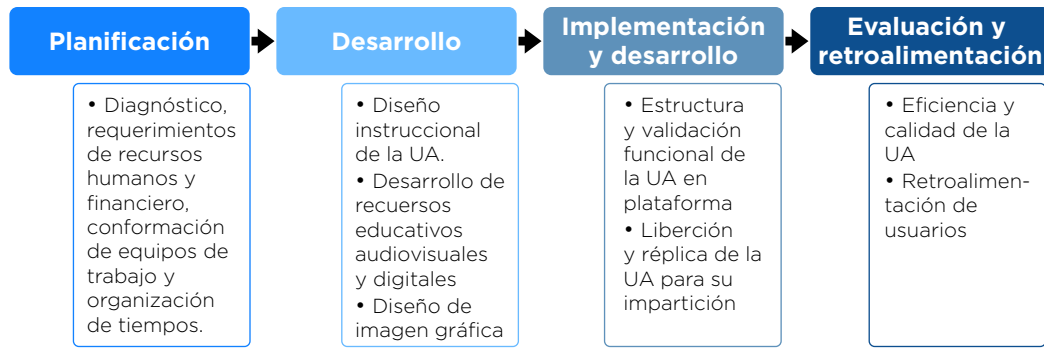 Planificación
Desarrollo
Implementación
y desarrollo
Evaluación y
retroalimentación
• Diagnóstico,
requerimientos
de recursos
humanos y
financiero,
conformación
de equipos de
trabajo y
organización
de tiempos.
• Diseño
instruccional
de la UA.
• Desarrollo de
recuersos
educativos
audiovisuales
y digitales
• Diseño de
imagen gráfica
• Estructura
y validación
funcional de
la UA en
plataforma
• Liberción
y réplica de la
UA para su
impartición
• Eficiencia y
calidad de la
UA
• Retroalimen-
tación de
usuarios